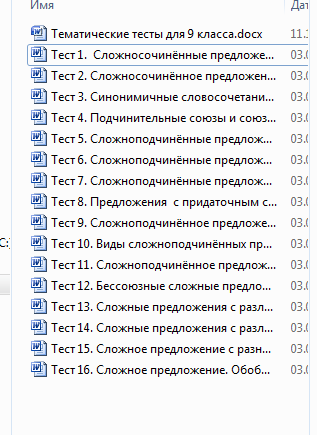 Имя
Дат
Тематические тесты для 9 класса.docx
11.
Тест 1.  Сложносочинённые предложе...
03.0
Тест 2. Сложносочинённое предложен...
03.0
Тест 3. Синонимичные словосочетани...
03.0
Тест 4. Подчинительные союзы и союз...
03.0
Тест 5. Сложноподчинённые предлож...
03.0
Тест 6. Сложноподчинённые предлож...
03.0
Тест 7. Сложноподчинённые предлож...
03.0
Тест 8. Предложения  с придаточным с...
03.0
Тест 9. Сложноподчинённое предложе...
03.0
C:
Тест 10. Виды сложноподчинённых пр...
03.0
Тест 11. Сложноподчинённое предлож...
03.0
Тест 12. Бессоюзные сложные предло...
03.0
Тест 13. Сложные предложения с разл...
03.0
Тест 14. Сложные предложения с разл...
03.0
Тест 15. Сложное предложение с разн...
03.0
Тест 16. Сложное предложение. Обоб...
03.0